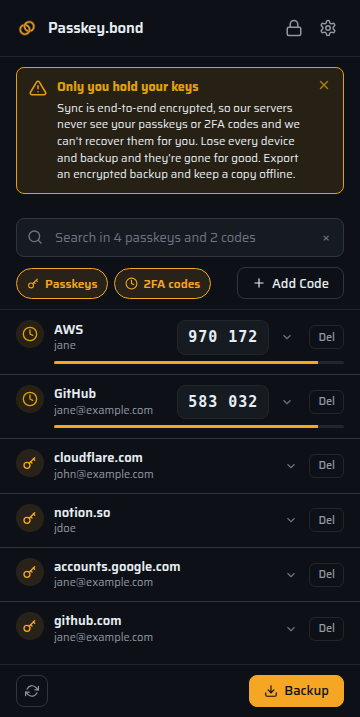 Passkey.bond
Only you hold your keys
Sync is end-to-end encrypted, so our servers
never see your passkeys or 2FA codes and we
can't recover them for you. Lose every device
and backup and they're gone for good. Export
an encrypted backup and keep a copy offline.
Search in 4 passkeys and 2 codes
Passkeys
2FA codes
Add Code
AWS
jane
970 172
Del
GitHub
jane@example.com
583 032
Del
cloudflare.com
john@example.com
Del
notion.so
jdoe
Del
accounts.google.com
jane@example.com
Del
github.com
jane@example.com
Del
Backup